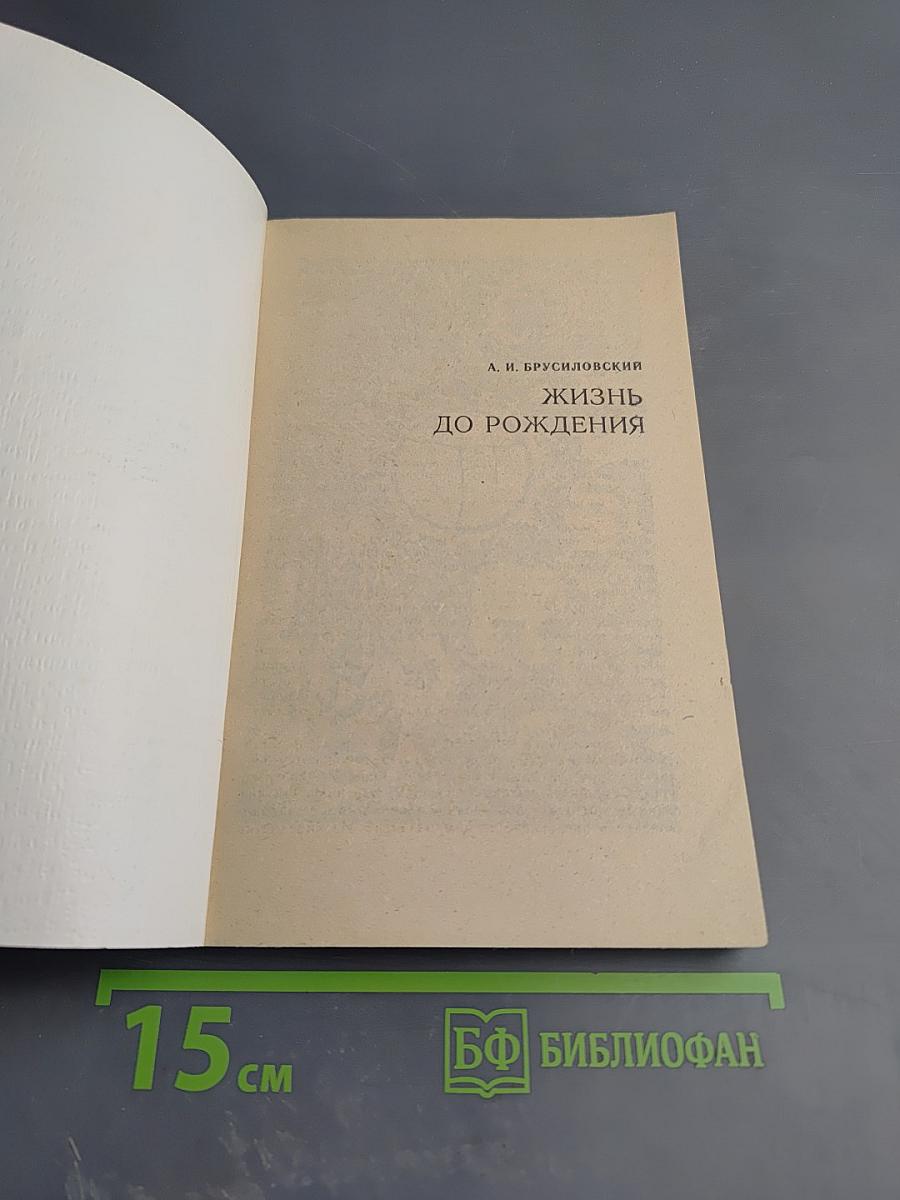 А. И. БРУСИЛОВСКИЙ
ЖИЗНЬ
ДО РОЖДЕНИЯ
15 см
БФ БИБЛИОФАН